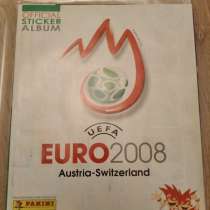 OFFICIAL
STICKER
ALBUM
UEFA
EURO2008
Austria-Switzerland
PANINI